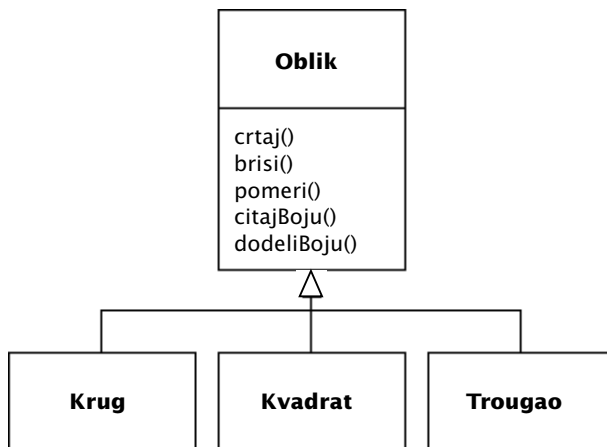 Oblik
crtaj()
brisi()
pomeri()
citajBoju()
dodeliBoju()
Krug
Kvadrat
Trougao